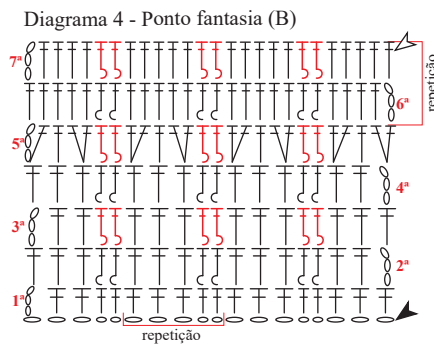 Diagrama 4 - Ponto fantasia (B)
7ª
6ª
repetição
5ª
4ª
3ª
2ª
1ª
repetição